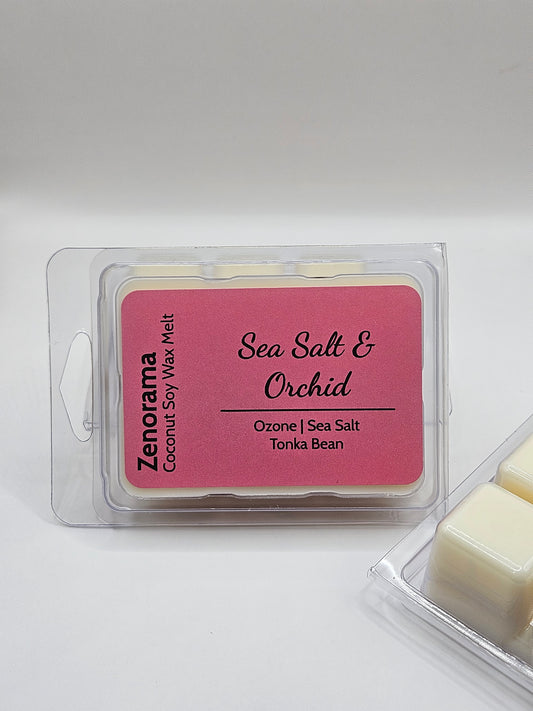 Zenorama
Coconut Soy Wax Melt
Sea Salt &
Orchid
Ozone | Sea Salt
Tonka Bean